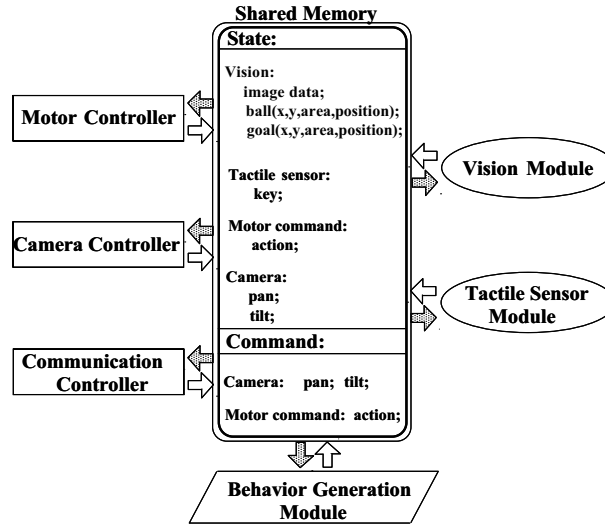 Shared Memory
State:
Vision:
image data;
ball(x,y,area,position);
goal(x,y,area,position);
Tactile sensor:
key;
Motor command:
action;
Camera:
pan;
tilt;
Command:
Camera: pan; tilt;
Motor command: action;
Motor Controller
Camera Controller
Communication
Controller
Vision Module
Tactile Sensor
Module
Behavior Generation
Module